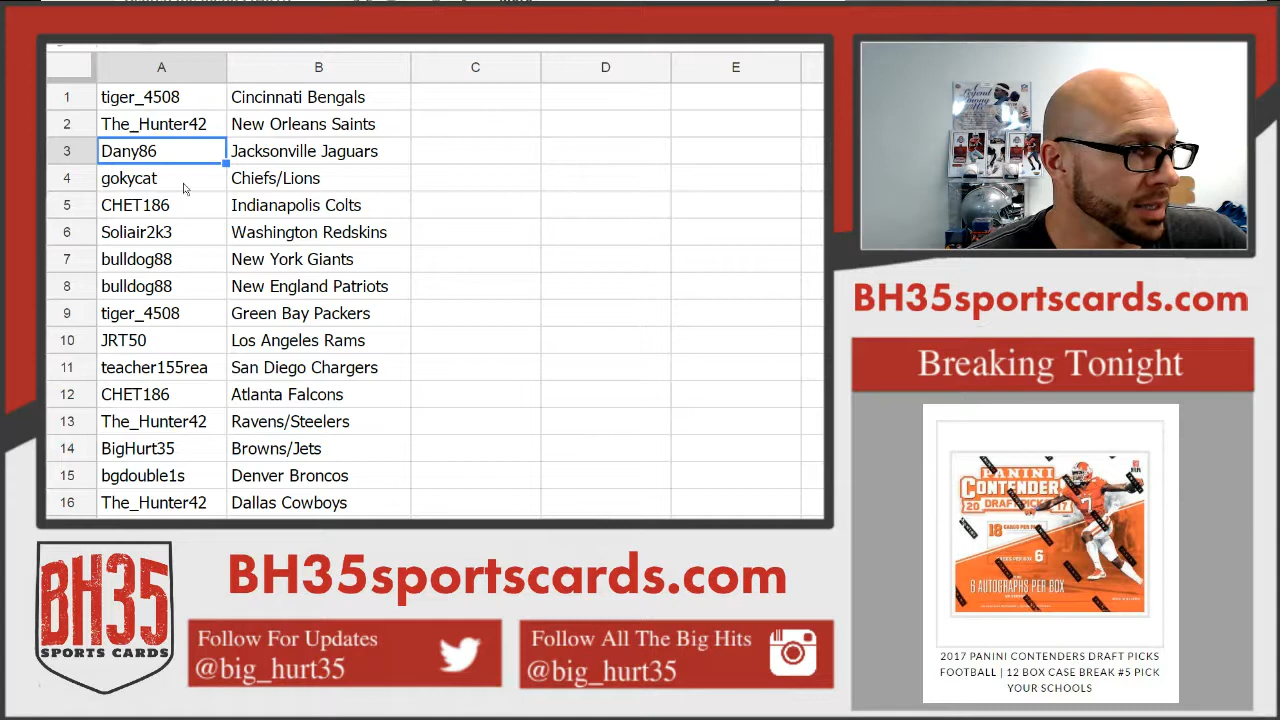 A B C D E
1 tiger_4508 Cincinnati Bengals
2 The_Hunter42 New Orleans Saints
3 Dany86 Jacksonville Jaguars
4 gokycat Chiefs/Lions
5 CHET186 Indianapolis Colts
6 Soliair2k3 Washington Redskins
7 bulldog88 New York Giants
8 bulldog88 New England Patriots
9 tiger_4508 Green Bay Packers
10 JRT50 Los Angeles Rams
11 teacher155rea San Diego Chargers
12 CHET186 Atlanta Falcons
13 The_Hunter42 Ravens/Steelers
14 BigHurt35 Browns/Jets
15 bgdouble1s Denver Broncos
16 The_Hunter42 Dallas Cowboys
BH35sportscards.com
Breaking Tonight
PANINI
CONTENDERS
DRAFT PICKS
2017
6 AUTOGRAPHS PER BOX
2017 PANINI CONTENDERS DRAFT PICKS
FOOTBALL | 12 BOX CASE BREAK #5 PICK
YOUR SCHOOLS
BH35
SPORTS CARDS
BH35sportscards.com
Follow For Updates
@big_hurt35
Follow All The Big Hits
@big_hurt35